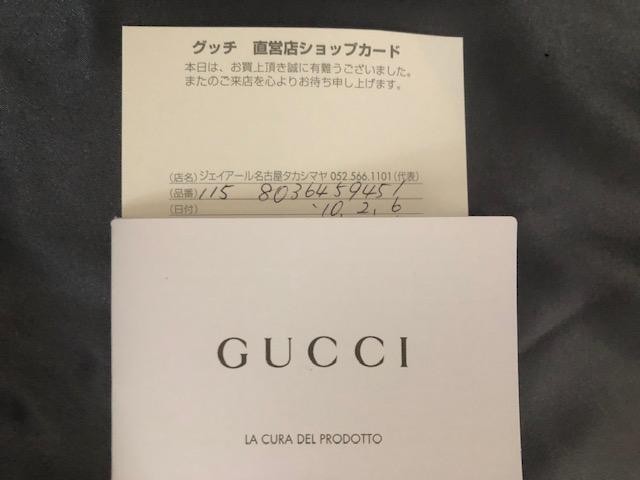 グッチ　直営店ショップカード
本日は、お買上頂き誠に有難うございました。
またのご来店を心よりお待ち申し上げます。
(店名) ジェイアール名古屋タカシマヤ 052.566.1101 (代表)
(品番) 115 8036459451
(日付) '10. 2. 6
GUCCI
LA CURA DEL PRODOTTO